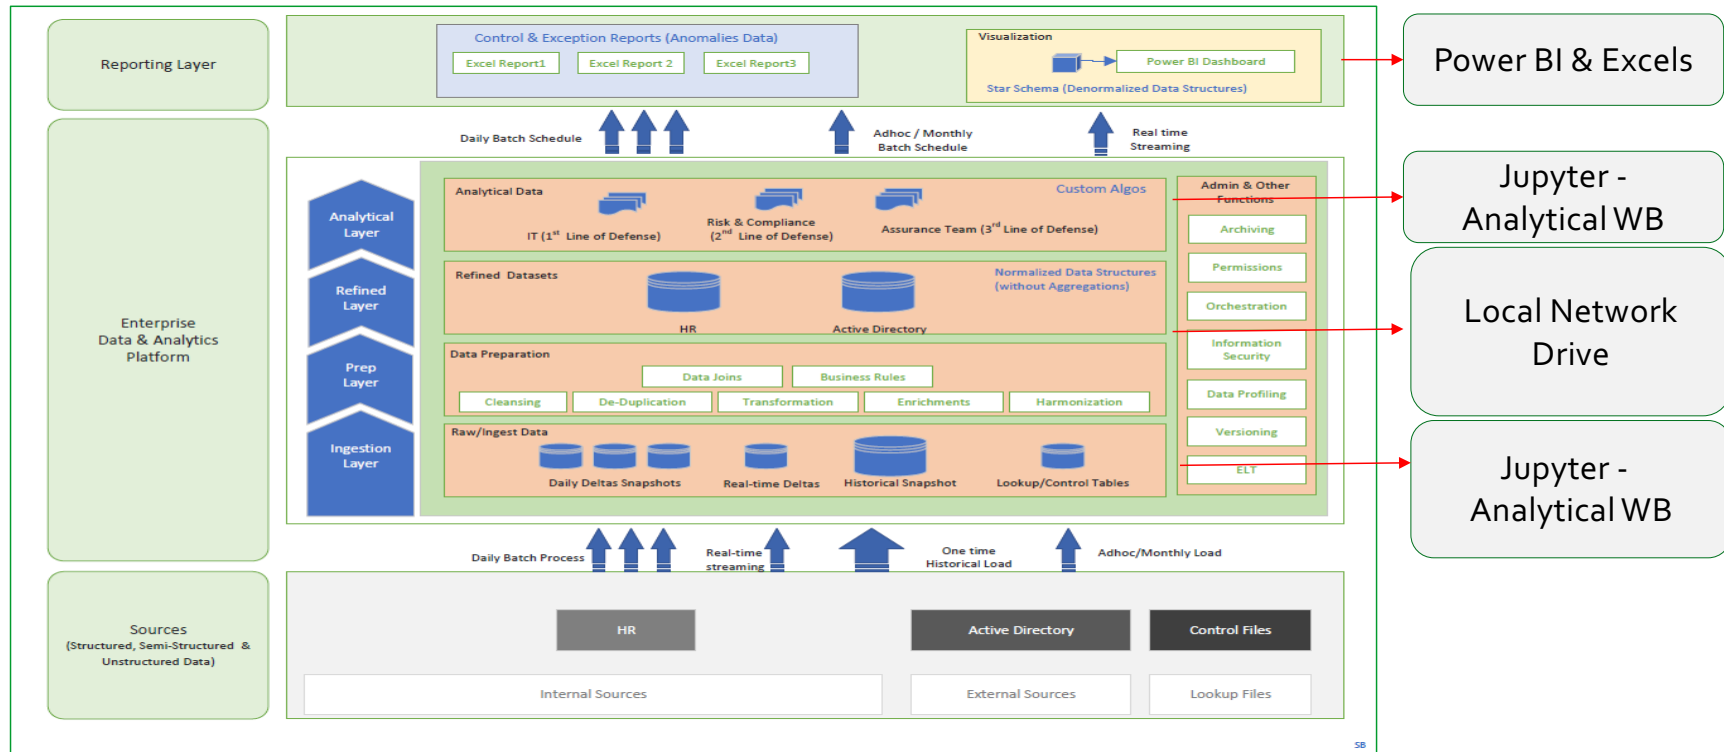 Reporting Layer
Control & Exception Reports (Anomalies Data)
Excel Report1
Excel Report 2
Excel Report3
Visualization
Power BI Dashboard
Star Schema (Denormalized Data Structures)
Power BI & Excels
Daily Batch Schedule
Adhoc / Monthly
Batch Schedule
Real time
Streaming
Enterprise
Data & Analytics
Platform
Analytical
Layer
Refined
Layer
Prep
Layer
Ingestion
Layer
Analytical Data
Custom Algos
IT (1st Line of Defense)
Risk & Compliance
(2nd Line of Defense)
Assurance Team (3rd Line of Defense)
Refined Datasets
Normalized Data Structures
(without Aggregations)
HR
Active Directory
Data Preparation
Data Joins
Business Rules
Cleansing
De-Duplication
Transformation
Enrichments
Harmonization
Raw/Ingest Data
Daily Deltas Snapshots
Real-time Deltas
Historical Snapshot
Lookup/Control Tables
Admin & Other
Functions
Archiving
Permissions
Orchestration
Information
Security
Data Profiling
Versioning
ELT
Jupyter -
Analytical WB
Local Network
Drive
Jupyter -
Analytical WB
Daily Batch Process
Real-time
streaming
One time
Historical Load
Adhoc/Monthly Load
Sources
(Structured, Semi-Structured &
Unstructured Data)
HR
Active Directory
Control Files
Internal Sources
External Sources
Lookup Files
SB